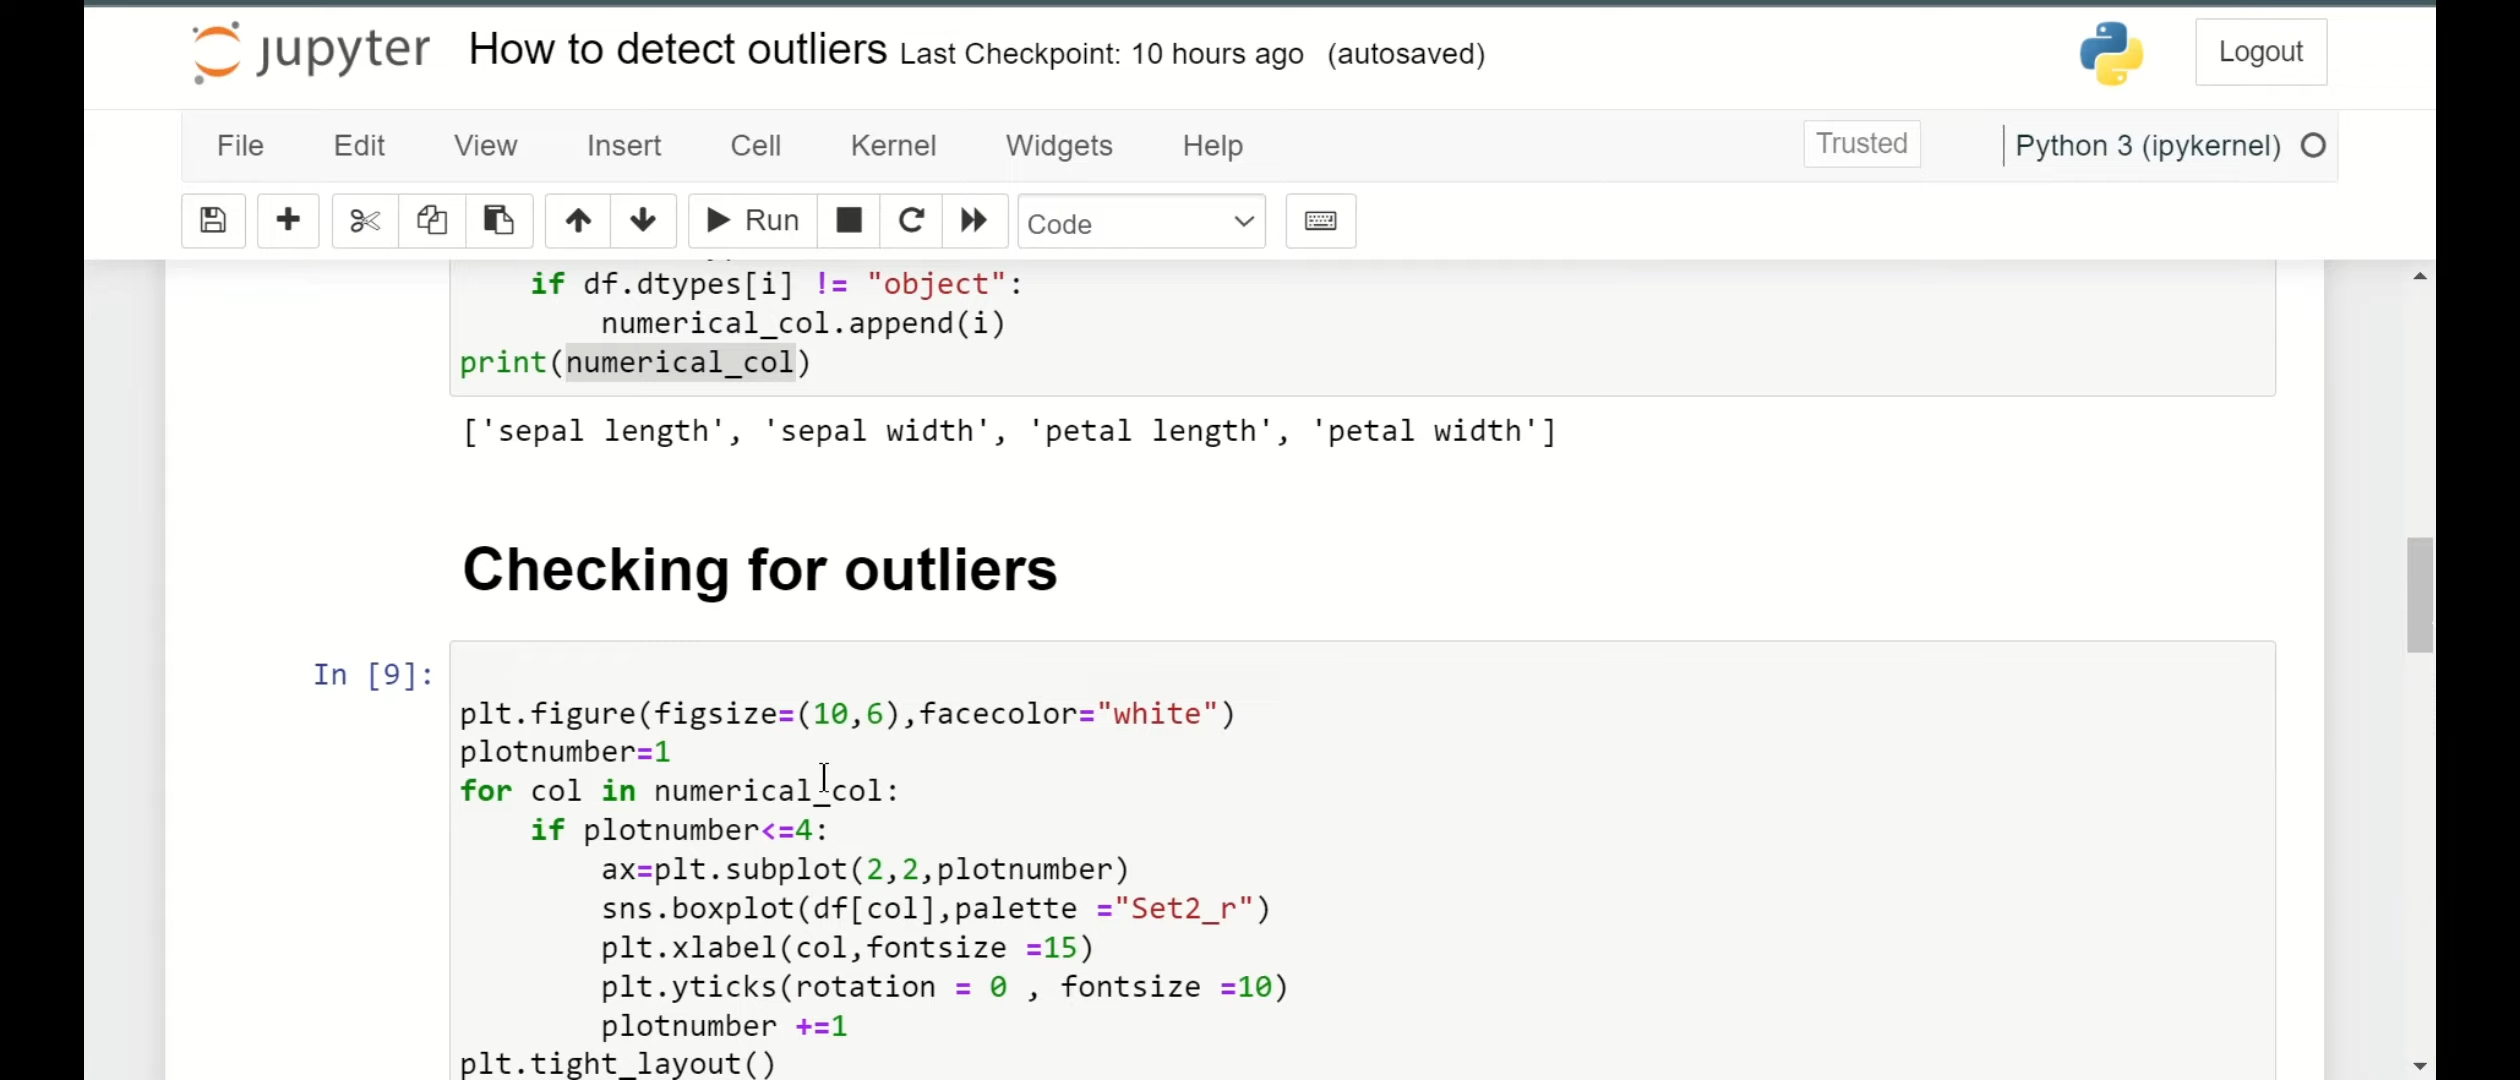 jupyter How to detect outliers Last Checkpoint: 10 hours ago (autosaved) Logout
File Edit View Insert Cell Kernel Widgets Help Trusted Python 3 (ipykernel)
Run Code
if df.dtypes[i] != "object":
numerical_col.append(i)
print(numerical_col)
['sepal length', 'sepal width', 'petal length', 'petal width']
Checking for outliers
In [9]:
plt.figure(figsize=(10,6),facecolor="white")
plotnumber=1
for col in numerical_col:
if plotnumber<=4:
ax=plt.subplot(2,2,plotnumber)
sns.boxplot(df[col],palette ="Set2_r")
plt.xlabel(col,fontsize =15)
plt.yticks(rotation = 0 , fontsize =10)
plotnumber +=1
plt.tight_layout()